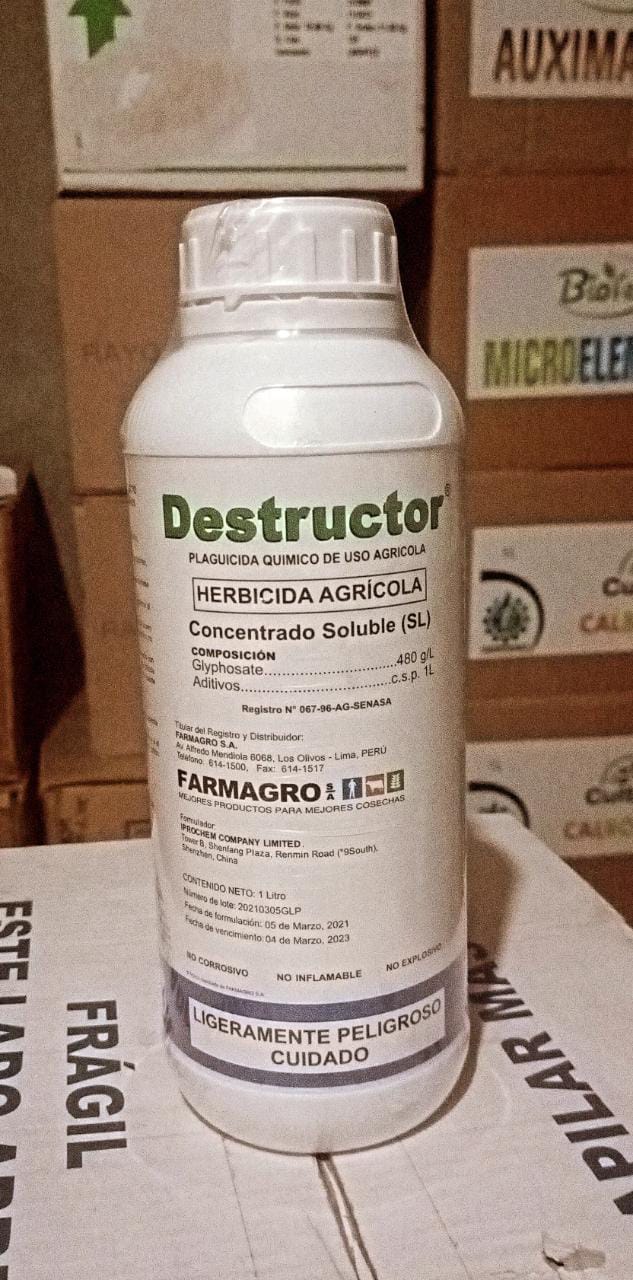 AUXIMA
MICROELEM
Destructor®
PLAGUICIDA QUIMICO DE USO AGRICOLA
HERBICIDA AGRÍCOLA
Concentrado Soluble (SL)
COMPOSICIÓN
Glyphosate..............................480 g/L
Aditivos.................................c.s.p. 1L
Registro N° 067-96-AG-SENASA
Titular del Registro y Distribuidor:
FARMAGRO S.A.
Av. Alfredo Mendiola 6068, Los Olivos - Lima, PERÚ
Teléfono: 614-1500, Fax: 614-1517
FARMAGRO S A
MEJORES PRODUCTOS PARA MEJORES COSECHAS
Formulador
IPROCHEM COMPANY LIMITED.
Tower B, Shenfang Plaza, Renmin Road (*9South).
Shenzhen, China
CONTENIDO NETO: 1 Litro
Número de lote: 20210305GLP
Fecha de formulación: 05 de Marzo, 2021
Fecha de vencimiento: 04 de Marzo, 2023
NO CORROSIVO NO INFLAMABLE NO EXPLOSIVO
LIGERAMENTE PELIGROSO
CUIDADO
FRÁGIL
APILAR MAX